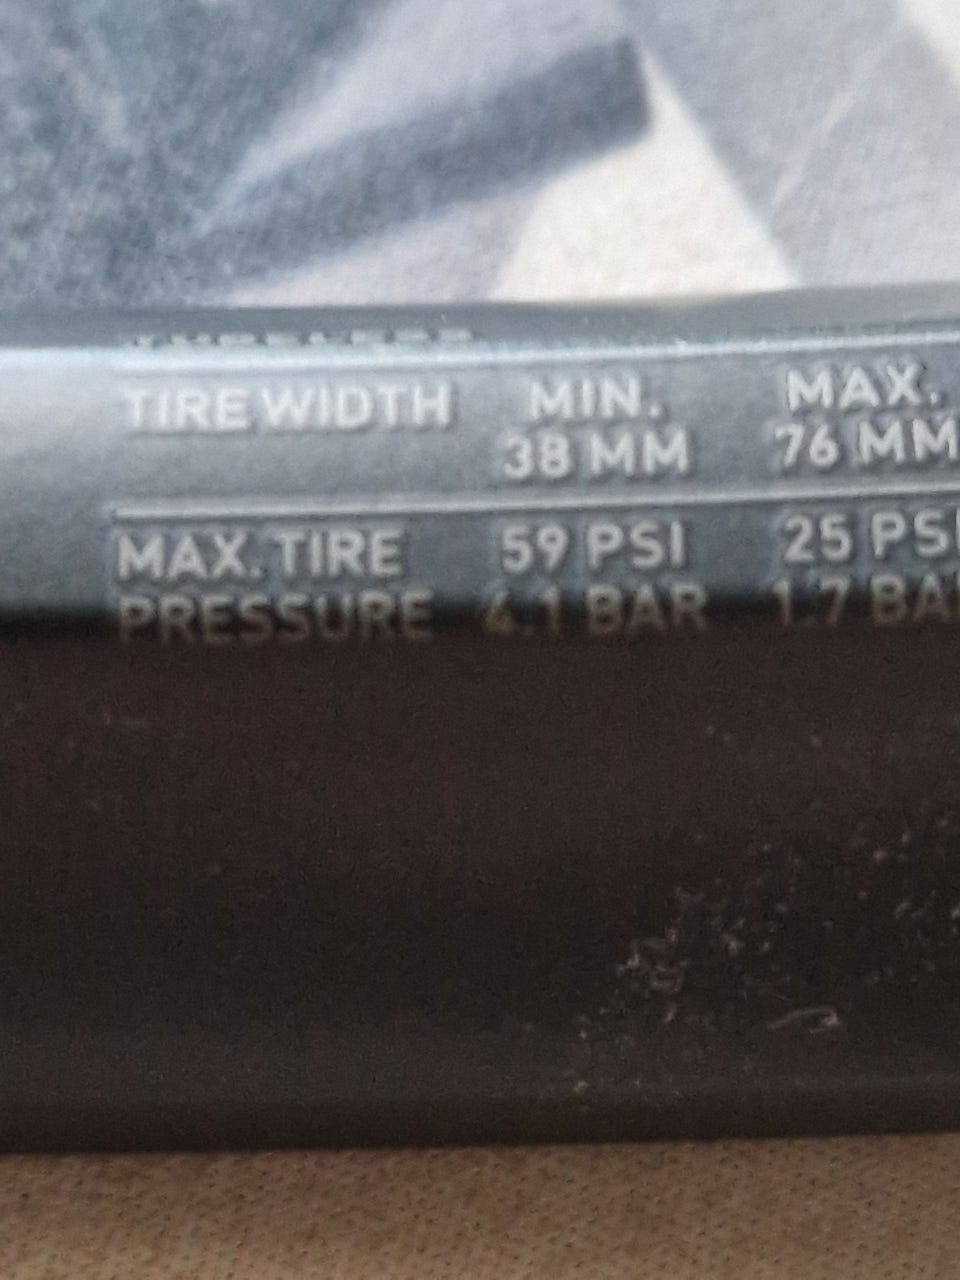 TUBELESS
TIRE WIDTH MIN. MAX.
38 MM 76 MM
MAX. TIRE 59 PSI 25 PSI
PRESSURE 4.1 BAR 1.7 BAR